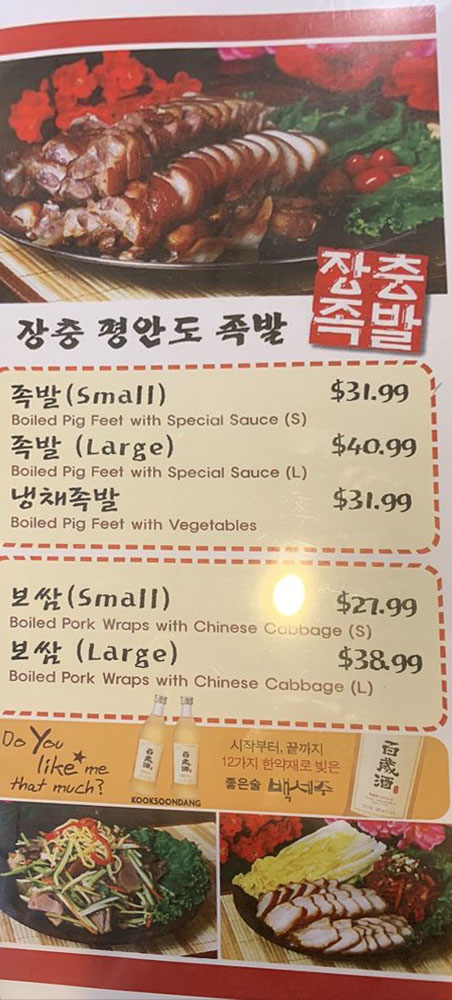 장충
족발
장충 평안도 족발
족발(Small) $31.99
Boiled Pig Feet with Special Sauce (S)
족발 (Large) $40.99
Boiled Pig Feet with Special Sauce (L)
냉채족발 $31.99
Boiled Pig Feet with Vegetables
보쌈(Small) $27.99
Boiled Pork Wraps with Chinese Cabbage (S)
보쌈 (Large) $38.99
Boiled Pork Wraps with Chinese Cabbage (L)
Do You
like me
that much?
百歲酒
百歲酒
KOOKSOONDANG
시작부터, 끝까지
12가지 한약재로 빚은
좋은술 백세주
百歲酒